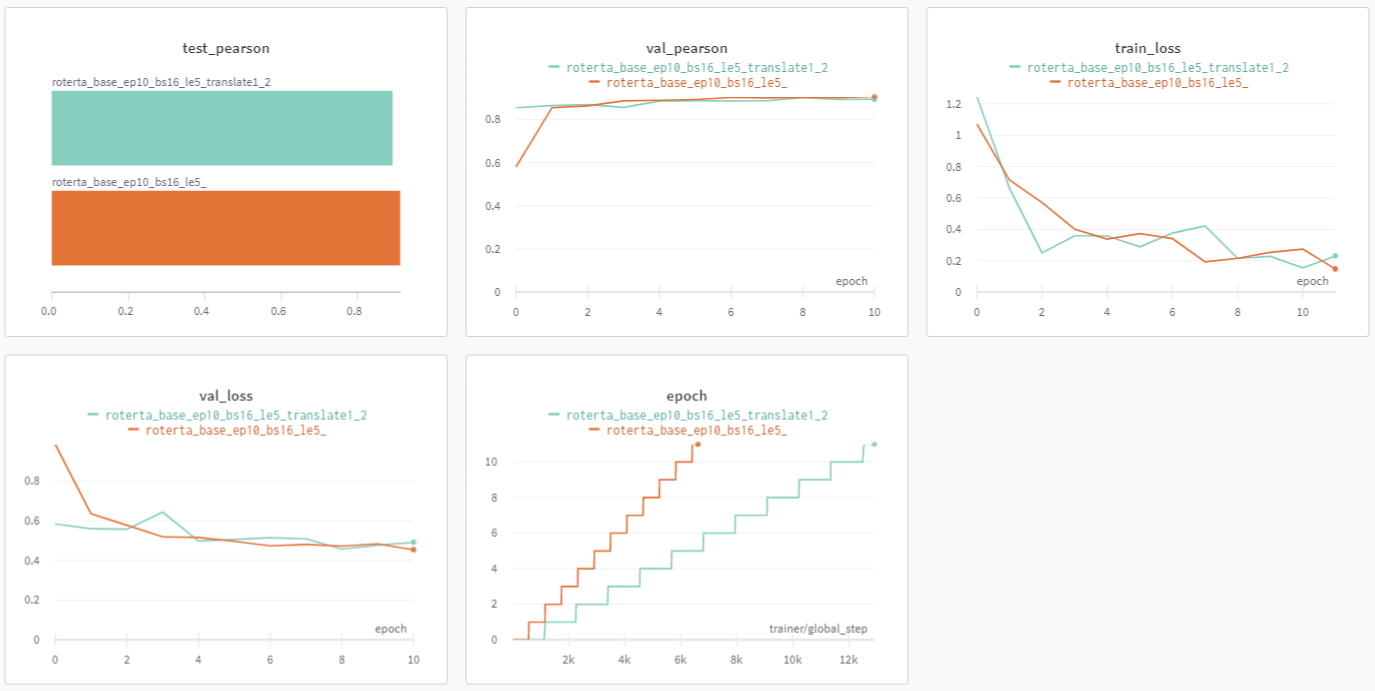 test_pearson
roterta_base_ep10_bs16_le5_translate1_2
roterta_base_ep10_bs16_le5_
0.0 0.2 0.4 0.6 0.8
val_pearson
roterta_base_ep10_bs16_le5_translate1_2
roterta_base_ep10_bs16_le5_
0.8
0.6
0.4
0.2
epoch
0
0 2 4 6 8 10
train_loss
roterta_base_ep10_bs16_le5_translate1_2
roterta_base_ep10_bs16_le5_
1.2
1
0.8
0.6
0.4
0.2
epoch
0
0 2 4 6 8 10
val_loss
roterta_base_ep10_bs16_le5_translate1_2
roterta_base_ep10_bs16_le5_
0.8
0.6
0.4
0.2
epoch
0
0 2 4 6 8 10
epoch
roterta_base_ep10_bs16_le5_translate1_2
roterta_base_ep10_bs16_le5_
10
8
6
4
2
trainer/global_step
0
2k 4k 6k 8k 10k 12k